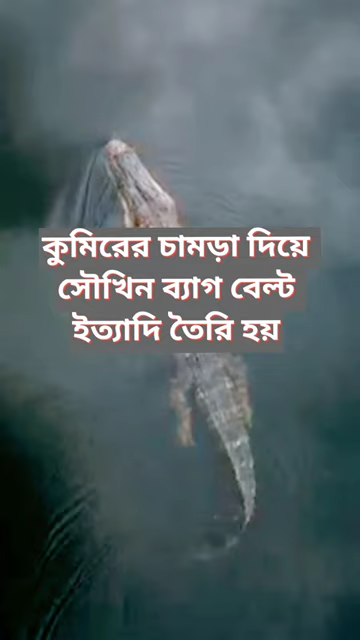 কুমিরের চামড়া দিয়ে
সৌখিন ব্যাগ বেল্ট
ইত্যাদি তৈরি হয়